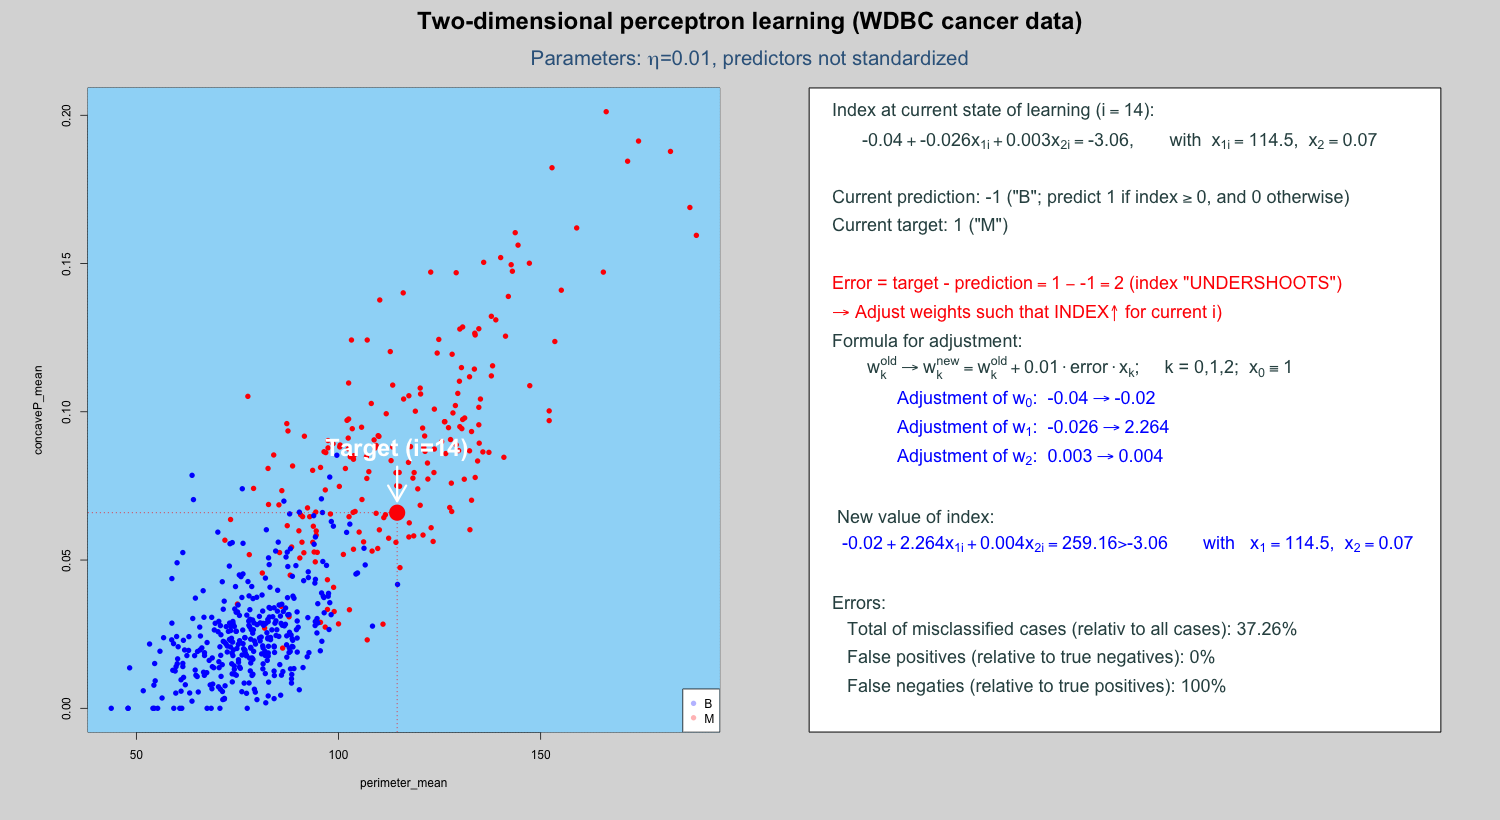 Two-dimensional perceptron learning (WDBC cancer data)
Parameters: η=0.01, predictors not standardized
0.20
0.15
0.10
0.05
0.00
concaveP_mean
Target (i=14)
B
M
50
100
150
perimeter_mean
Index at current state of learning (i = 14):
-0.04 + -0.026x1i + 0.003x2i = -3.06, with x1i = 114.5, x2 = 0.07
Current prediction: -1 ("B"; predict 1 if index ≥ 0, and 0 otherwise)
Current target: 1 ("M")
Error = target - prediction = 1 − -1 = 2 (index "UNDERSHOOTS")
→ Adjust weights such that INDEX↑ for current i)
Formula for adjustment:
w_k^old → w_k^new = w_k^old + 0.01 · error · x_k; k = 0,1,2; x0 ≡ 1
Adjustment of w0: -0.04 → -0.02
Adjustment of w1: -0.026 → 2.264
Adjustment of w2: 0.003 → 0.004
New value of index:
-0.02 + 2.264x1i + 0.004x2i = 259.16>-3.06 with x1 = 114.5, x2 = 0.07
Errors:
Total of misclassified cases (relativ to all cases): 37.26%
False positives (relative to true negatives): 0%
False negaties (relative to true positives): 100%